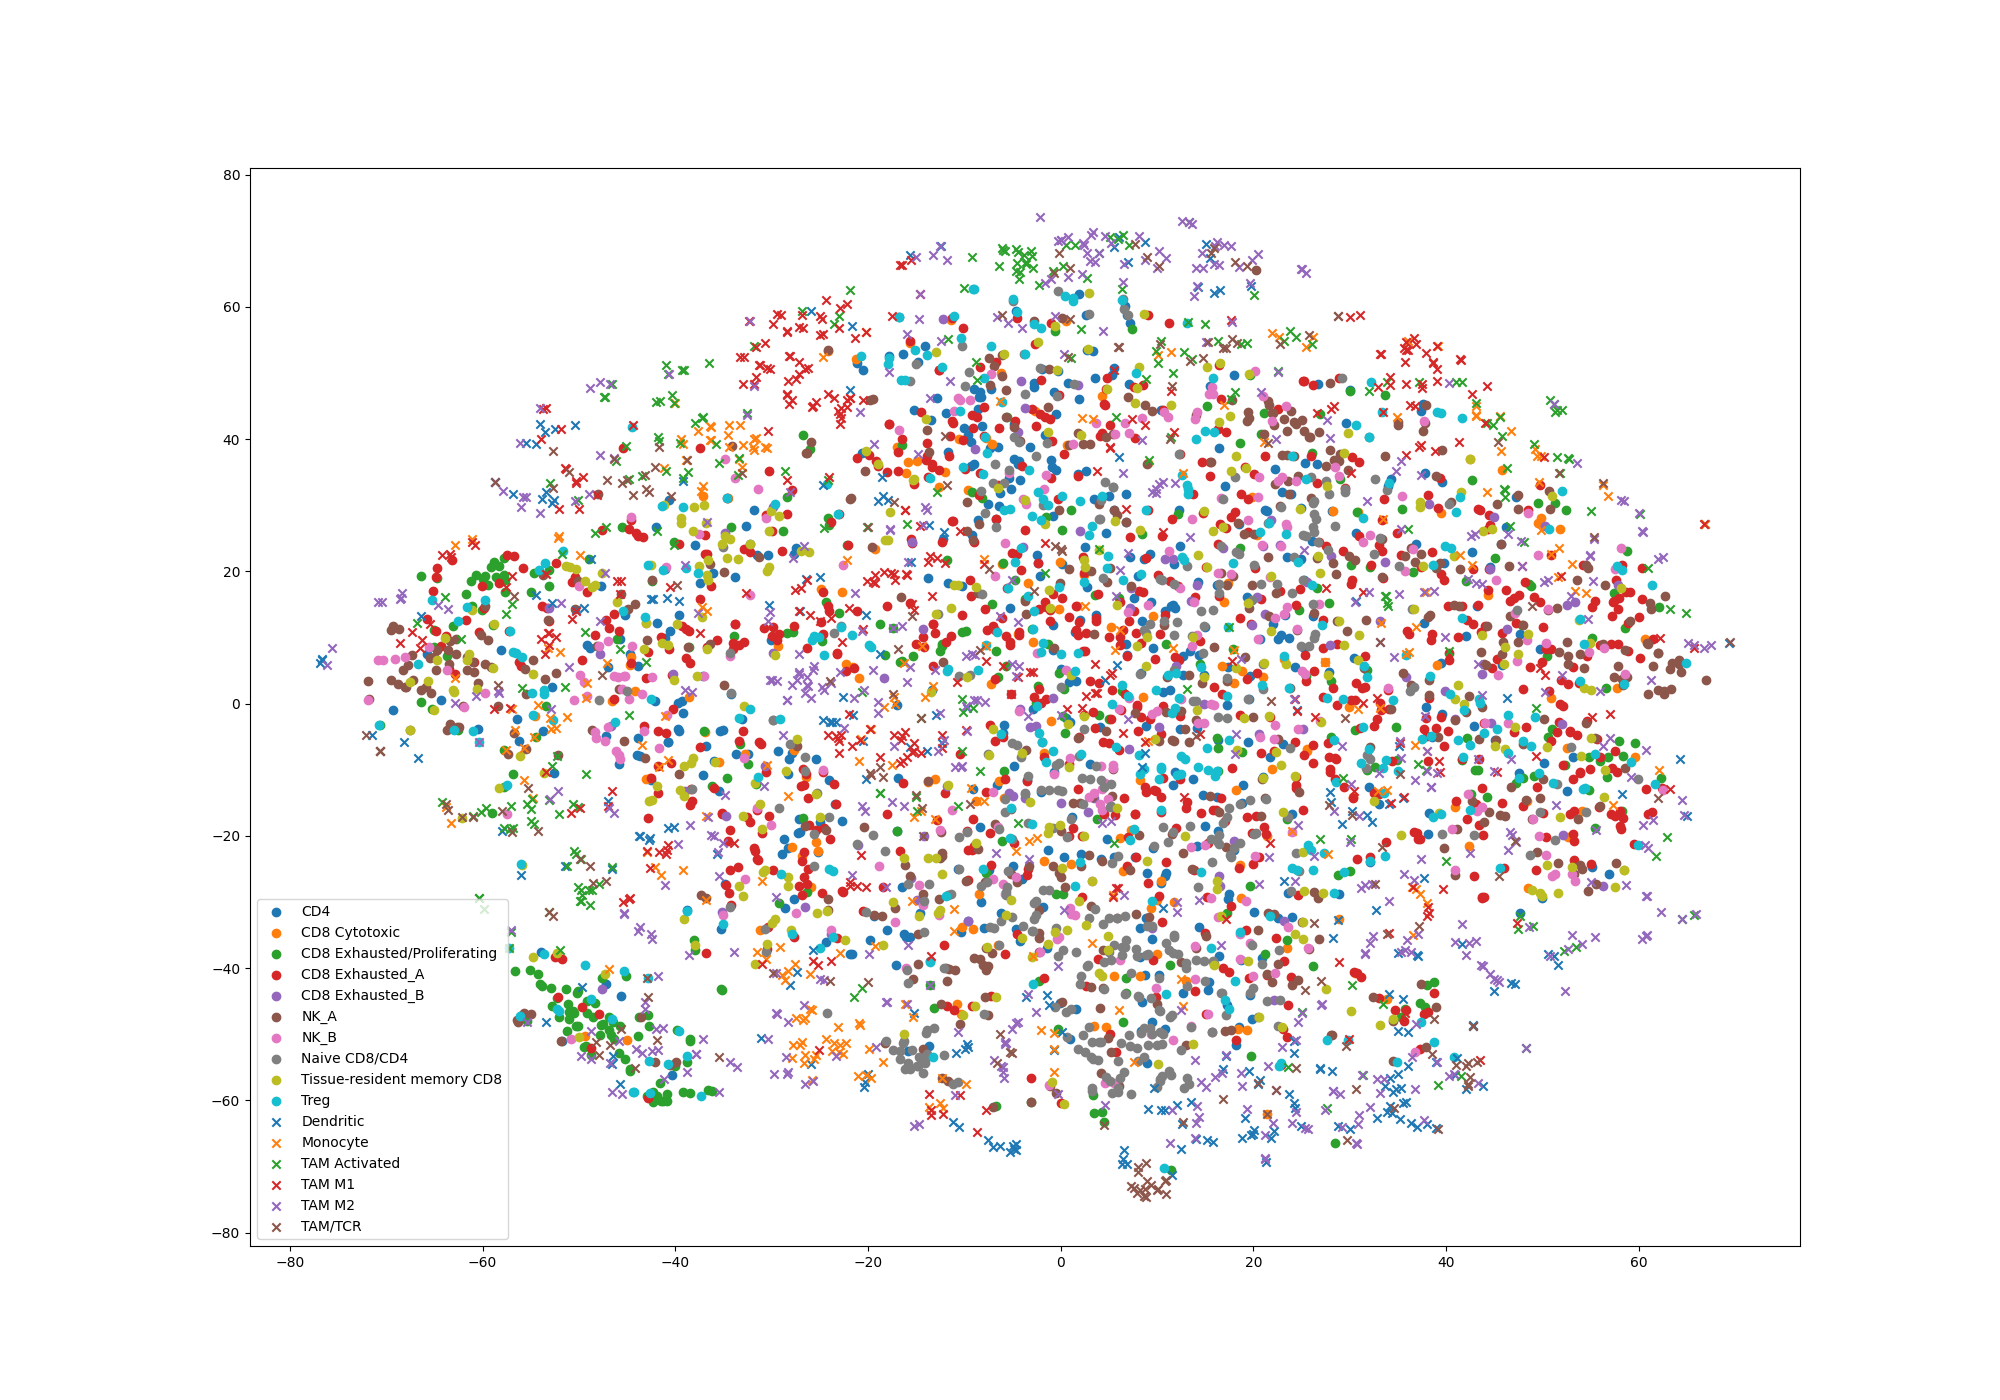 80
60
40
20
0
−20
−40
−60
−80
−80
−60
−40
−20
0
20
40
60
CD4
CD8 Cytotoxic
CD8 Exhausted/Proliferating
CD8 Exhausted_A
CD8 Exhausted_B
NK_A
NK_B
Naive CD8/CD4
Tissue-resident memory CD8
Treg
Dendritic
Monocyte
TAM Activated
TAM M1
TAM M2
TAM/TCR